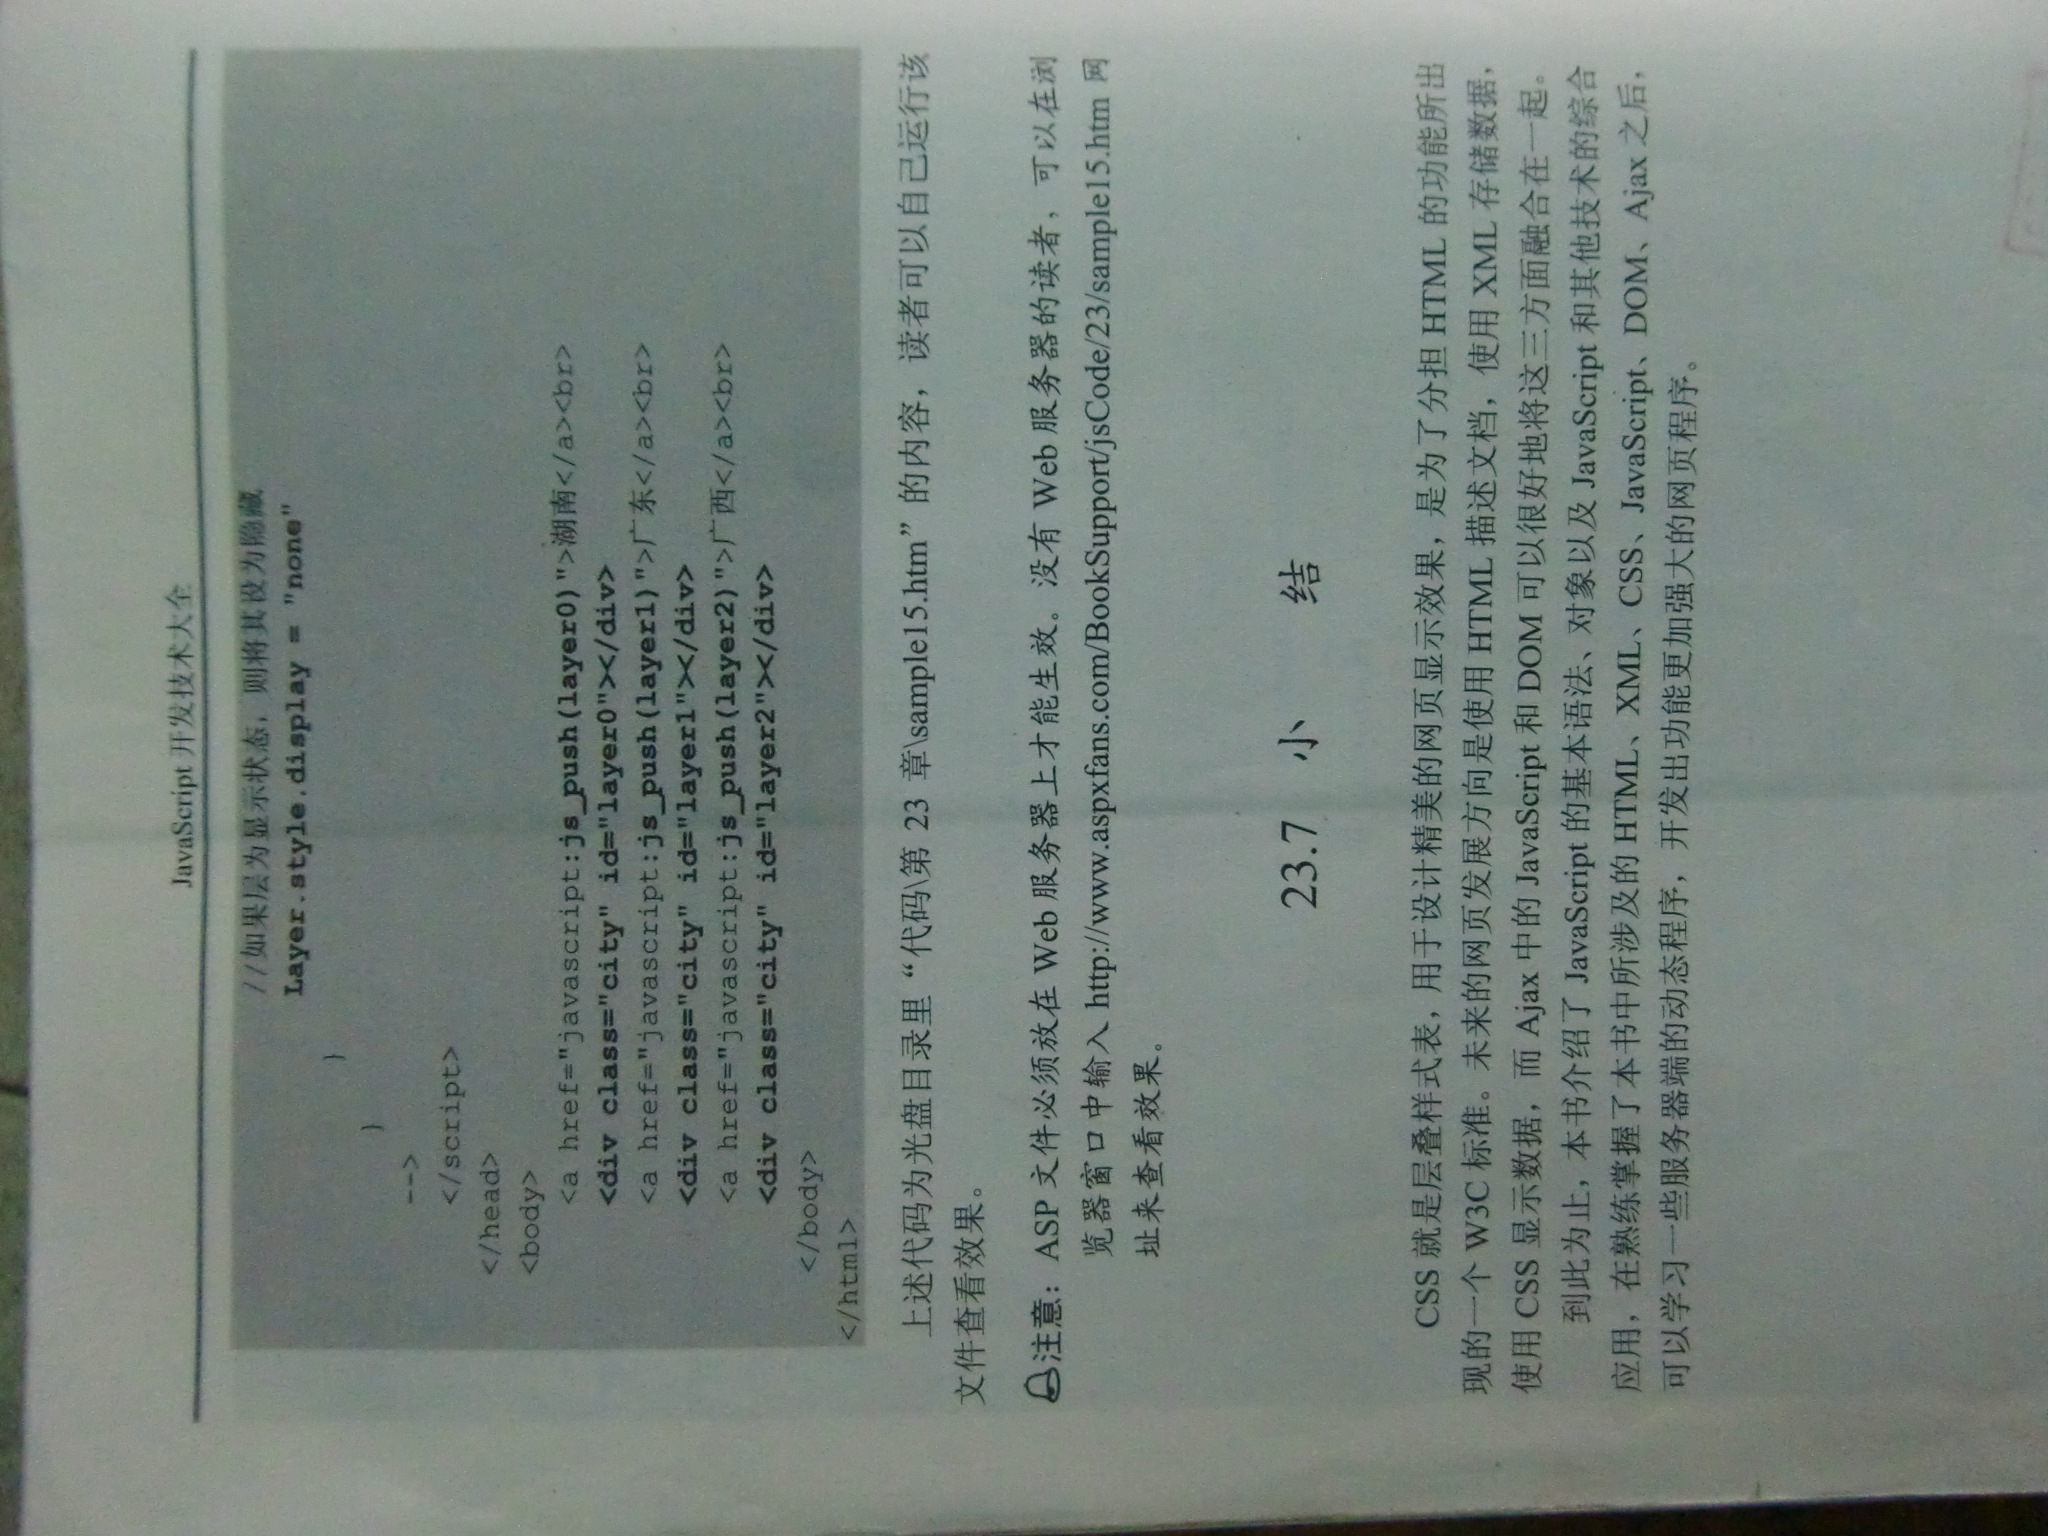 JavaScript 开发技术大全
//如果层为显示状态，则将其设为隐藏
Layer.style.display = "none"
}
}
-->
</script>
</head>
<body>
<a href="javascript:js_push(layer0)">湖南</a><br>
<div class="city" id="layer0"></div>
<a href="javascript:js_push(layer1)">广东</a><br>
<div class="city" id="layer1"></div>
<a href="javascript:js_push(layer2)">广西</a><br>
<div class="city" id="layer2"></div>
</body>
</html>
上述代码为光盘目录里“代码\第 23 章\sample15.htm”的内容，读者可以自己运行该
文件查看效果。
注意：ASP 文件必须放在 Web 服务器上才能生效。没有 Web 服务器的读者，可以在浏
览器窗口中输入 http://www.aspxfans.com/BookSupport/jsCode/23/sample15.htm 网
址来查看效果。
23.7 小 结
CSS 就是层叠样式表，用于设计精美的网页显示效果，是为了分担 HTML 的功能所出
现的一个 W3C 标准。未来的网页发展方向是使用 HTML 描述文档，使用 XML 存储数据，
使用 CSS 显示数据，而 Ajax 中的 JavaScript 和 DOM 可以很好地将这三方面融合在一起。
到此为止，本书介绍了 JavaScript 的基本语法、对象以及 JavaScript 和其他技术的综合
应用，在熟练掌握了本书中所涉及的 HTML、XML、CSS、JavaScript、DOM、Ajax 之后，
可以学习一些服务器端的动态程序，开发出功能更加强大的网页程序。